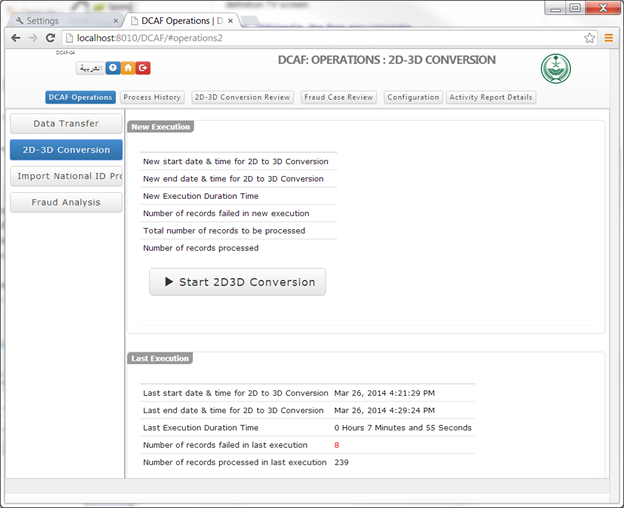 definition TV screen.
Settings
DCAF Operations | D
localhost:8010/DCAF/#operations2
DCAF-04
العربية
DCAF: OPERATIONS : 2D-3D CONVERSION
DCAF Operations
Process History
2D-3D Conversion Review
Fraud Case Review
Configuration
Activity Report Details
Data Transfer
2D-3D Conversion
Import National ID Pro
Fraud Analysis
New Execution
New start date & time for 2D to 3D Conversion
New end date & time for 2D to 3D Conversion
New Execution Duration Time
Number of records failed in new execution
Total number of records to be processed
Number of records processed
Start 2D3D Conversion
Last Execution
Last start date & time for 2D to 3D Conversion Mar 26, 2014 4:21:29 PM
Last end date & time for 2D to 3D Conversion Mar 26, 2014 4:29:24 PM
Last Execution Duration Time 0 Hours 7 Minutes and 55 Seconds
Number of records failed in last execution 8
Number of records processed in last execution 239